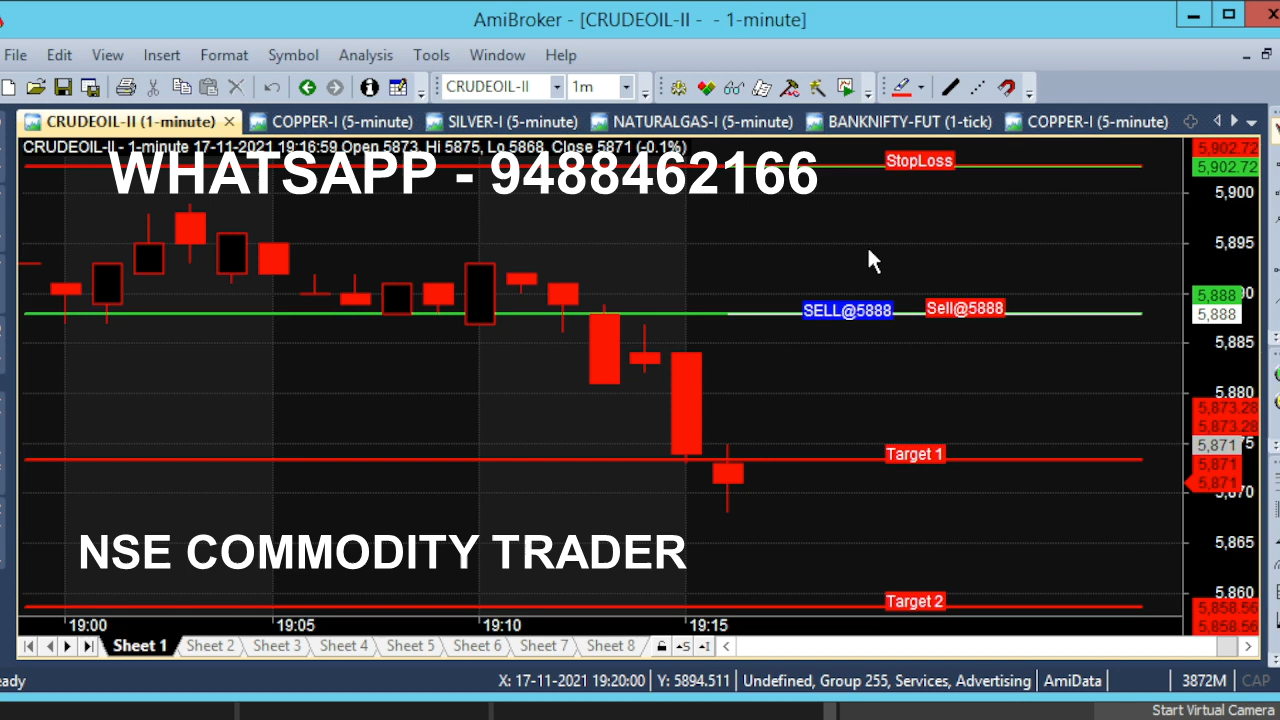 AmiBroker - [CRUDEOIL-II - - 1-minute]
File Edit View Insert Format Symbol Analysis Tools Window Help
CRUDEOIL-II 1m
CRUDEOIL-II (1-minute) COPPER-I (5-minute) SILVER-I (5-minute) NATURALGAS-I (5-minute) BANKNIFTY-FUT (1-tick) COPPER-I (5-minute)
CRUDEOIL-II - 1-minute 17-11-2021 19:16:59 Open 5873, Hi 5875, Lo 5868, Close 5871 (-0.1%)
5,902.72
StopLoss
5,902.72
WHATSAPP - 9488462166
5,900
5,895
5,888
SELL@5888 Sell@5888
5,888
5,885
5,880
5,873.28
5,873.28
5,871
Target 1
5,871
5,871
5,870
NSE COMMODITY TRADER
5,865
5,860
Target 2
5,858.56
5,858.56
19:00 19:05 19:10 19:15
Sheet 1 Sheet 2 Sheet 3 Sheet 4 Sheet 5 Sheet 6 Sheet 7 Sheet 8
X: 17-11-2021 19:20:00 Y: 5894.511 Undefined, Group 255, Services, Advertising AmiData 3872M CAP
Start Virtual Camera